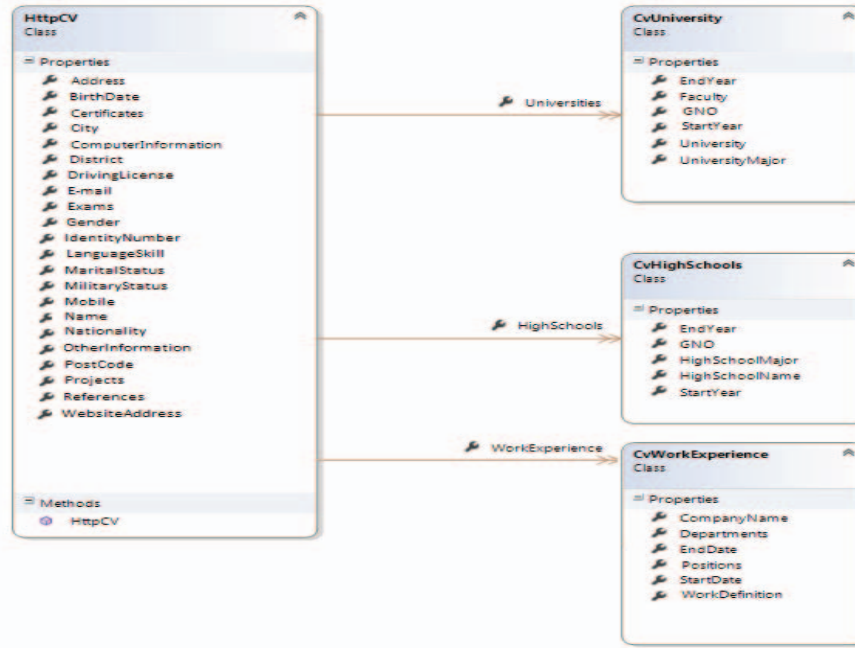 HttpCV
Class
Properties
Address
BirthDate
Certificates
City
ComputerInformation
District
DrivingLicense
E-mail
Exams
Gender
IdentityNumber
LanguageSkill
MaritalStatus
MilitaryStatus
Mobile
Name
Nationality
OtherInformation
PostCode
Projects
References
WebsiteAddress
Methods
HttpCV
Universities
HighSchools
WorkExperience
CvUniversity
Class
Properties
EndYear
Faculty
GNO
StartYear
University
UniversityMajor
CvHighSchools
Class
Properties
EndYear
GNO
HighSchoolMajor
HighSchoolName
StartYear
CvWorkExperience
Class
Properties
CompanyName
Departments
EndDate
Positions
StartDate
WorkDefinition